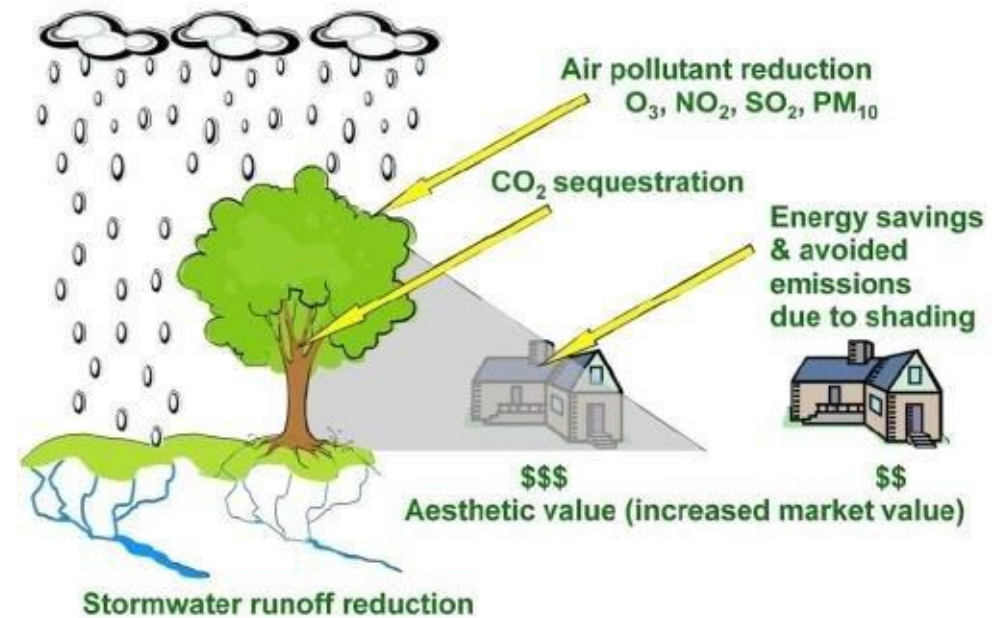 Air pollutant reduction
O₃, NO₂, SO₂, PM₁₀
CO₂ sequestration
Energy savings
& avoided
emissions
due to shading
$$$
$$
Aesthetic value (increased market value)
Stormwater runoff reduction